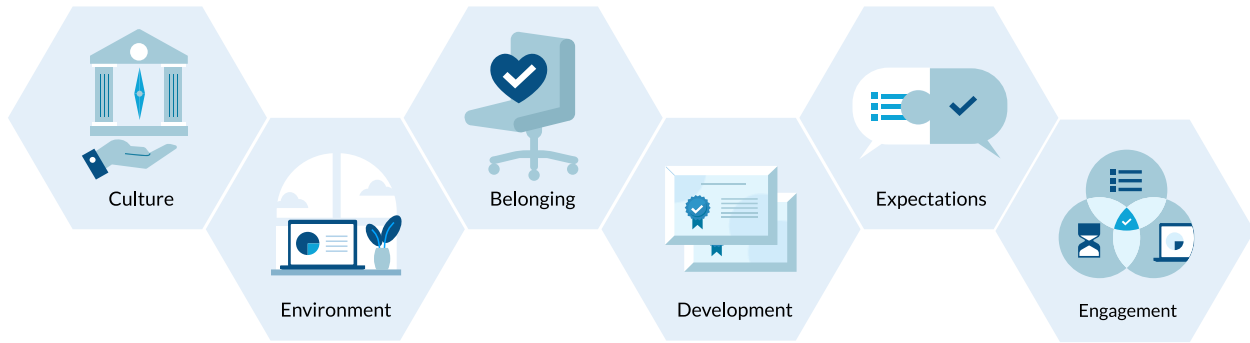 Culture
Environment
Belonging
Development
Expectations
Engagement